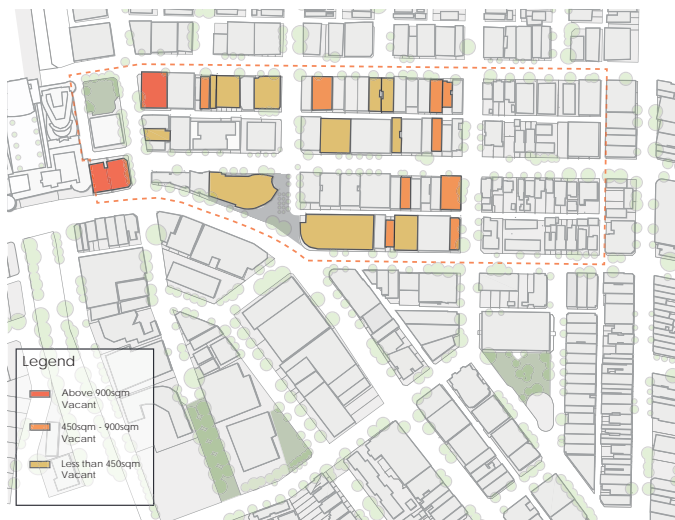 Legend
Above 900sqm
Vacant
450sqm - 900sqm
Vacant
Less than 450sqm
Vacant